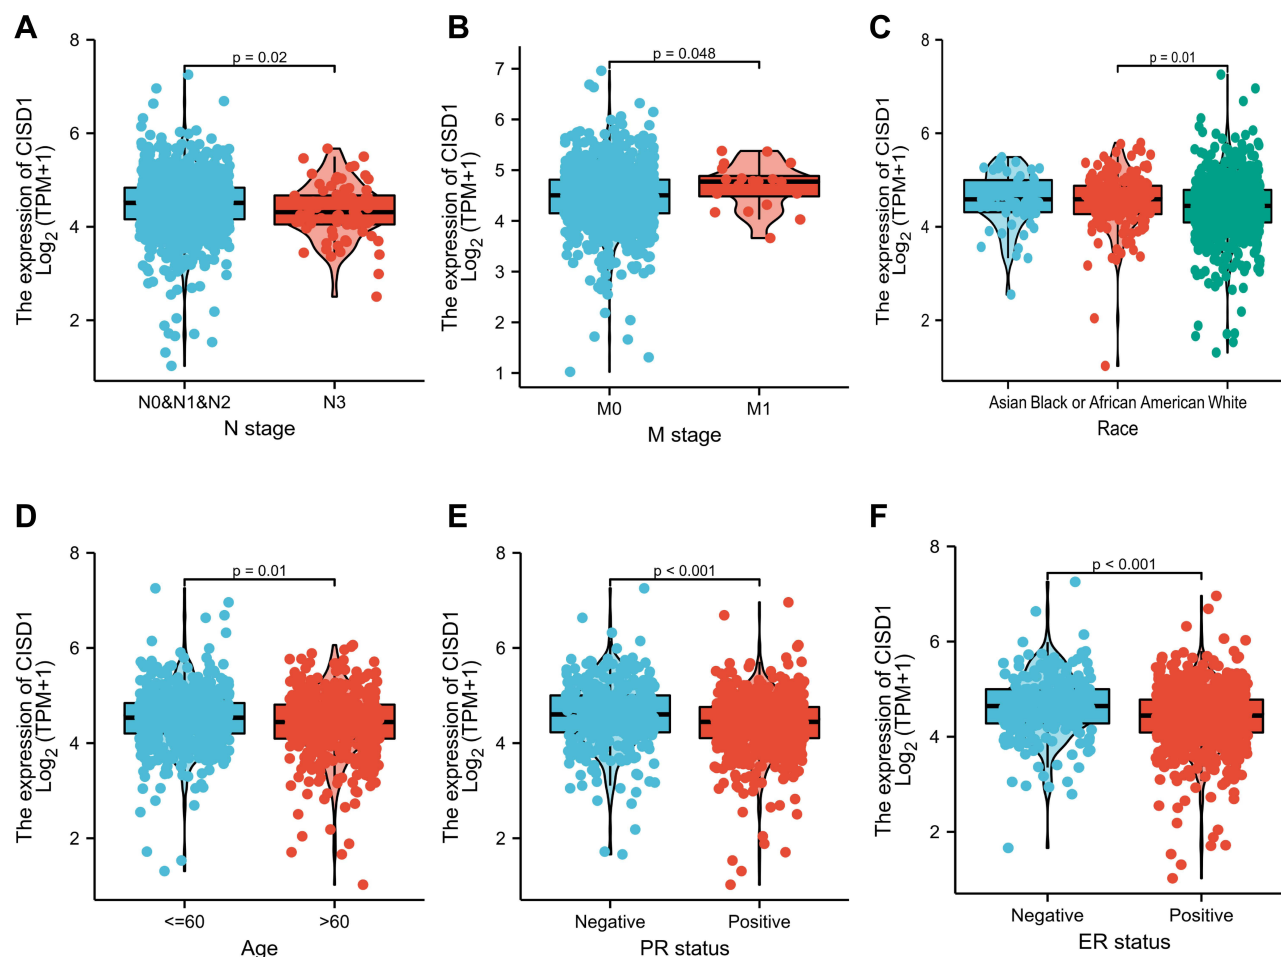 A
The expression of CISD1
Log2 (TPM+1)
8
6
4
2
p = 0.02
N0&N1&N2 N3
N stage
B
The expression of CISD1
Log2 (TPM+1)
7
6
5
4
3
2
1
p = 0.048
M0 M1
M stage
C
The expression of CISD1
Log2 (TPM+1)
8
6
4
2
p = 0.01
Asian Black or African American White
Race
D
The expression of CISD1
Log2 (TPM+1)
8
6
4
2
p = 0.01
<=60 >60
Age
E
The expression of CISD1
Log2 (TPM+1)
8
6
4
2
p < 0.001
Negative Positive
PR status
F
The expression of CISD1
Log2 (TPM+1)
8
6
4
2
p < 0.001
Negative Positive
ER status